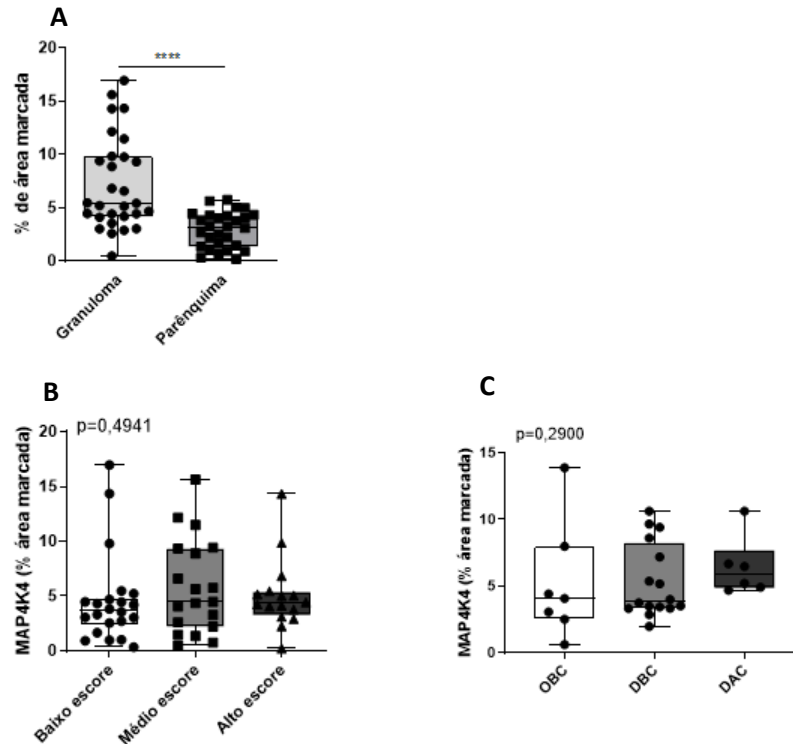 A
% de área marcada
20
15
10
5
0
****
Granuloma
Parênquima
B
p=0,4941
MAP4K4 (% área marcada)
20
15
10
5
0
Baixo escore
Médio escore
Alto escore
C
p=0,2900
MAP4K4 (% área marcada)
15
10
5
0
OBC
DBC
DAC